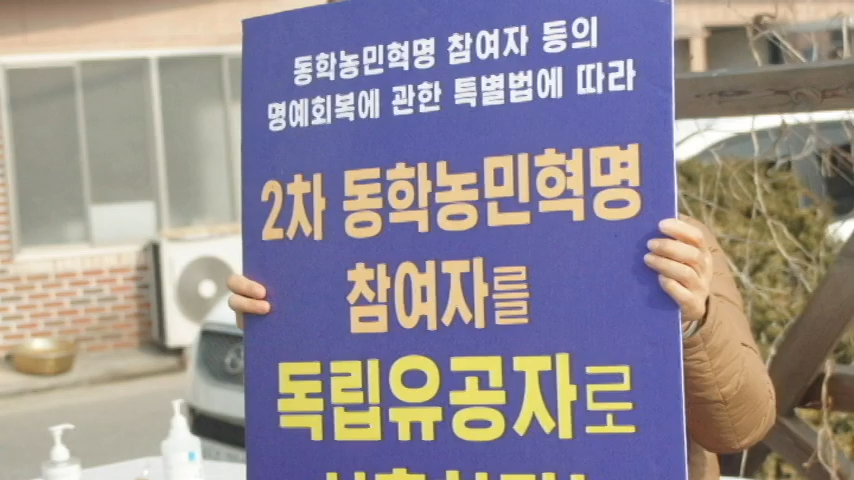 동학농민혁명 참여자 등의
명예회복에 관한 특별법에 따라
2차 동학농민혁명
참여자를
독립유공자로